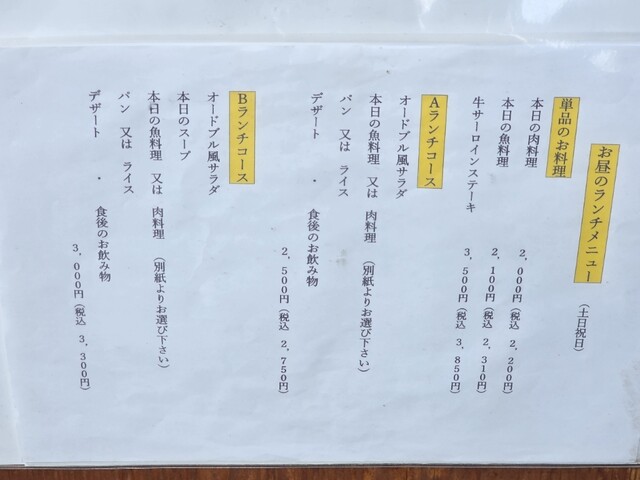 お昼のランチメニュー
（土日祝日）
単品のお料理
本日の肉料理 2,000円（税込 2,200円）
本日の魚料理 2,100円（税込 2,310円）
牛サーロインステーキ 3,500円（税込 3,850円）
Aランチコース
オードブル風サラダ
本日の魚料理 又は 肉料理 （別紙よりお選び下さい）
パン 又は ライス
デザート ・ 食後のお飲み物
2,500円（税込 2,750円）
Bランチコース
オードブル風サラダ
本日のスープ
本日の魚料理 又は 肉料理 （別紙よりお選び下さい）
パン 又は ライス
デザート ・ 食後のお飲み物
3,000円（税込 3,300円）